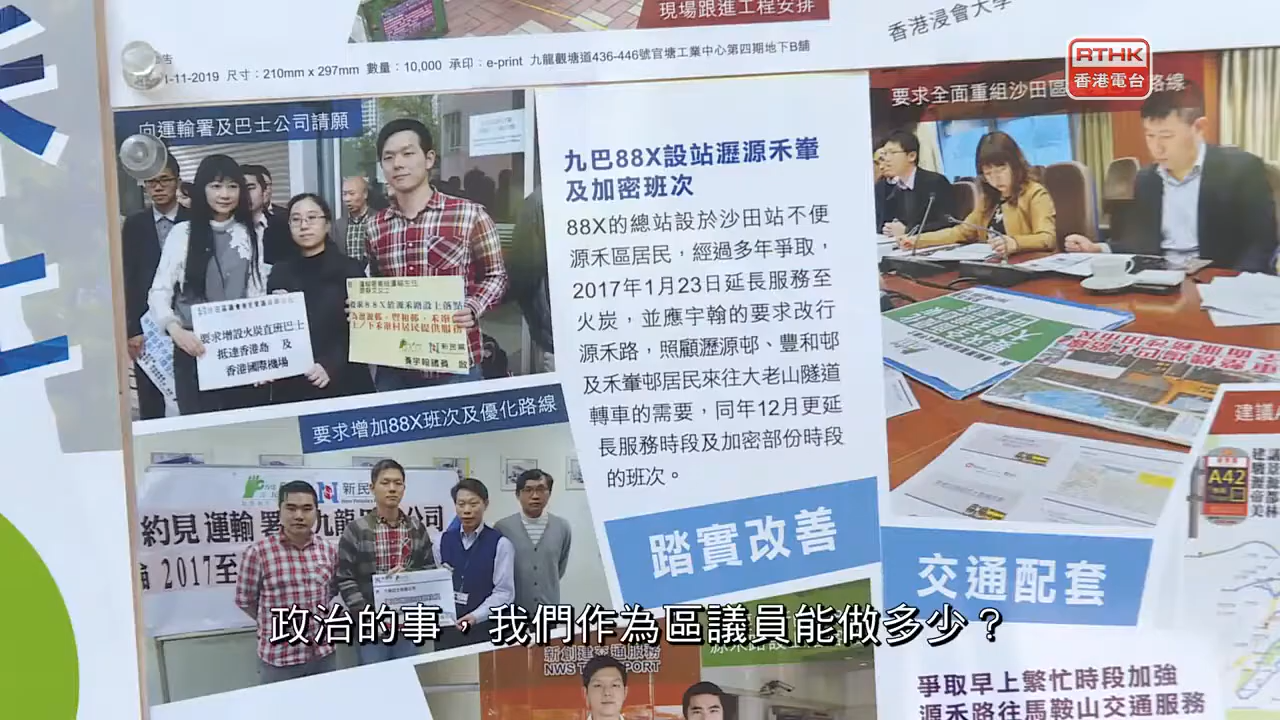 現場跟進工程安排
香港浸會大學
RTHK
香港電台
I-11-2019 尺寸：210mm x 297mm 數量：10,000 承印：e-print 九龍觀塘道436-446號官塘工業中心第四期地下B舖
向運輸署及巴士公司請願
要求增設火炭直班巴士
抵達香港島 及
香港國際機場
九巴88X設站瀝源禾輋
及加密班次
88X的總站設於沙田站不便
源禾區居民，經過多年爭取，
2017年1月23日延長服務至
火炭，並應宇翰的要求改行
源禾路，照顧瀝源邨、豐和邨
及禾輋邨居民來往大老山隧道
轉車的需要，同年12月更延
長服務時段及加密部份時段
的班次。
踏實改善
要求全面重組沙田區
路線
要求增加88X班次及優化路線
新民
約見運輸署
九龍
公司
2017至
建議
A42
交通配套
爭取早上繁忙時段加強
源禾路往馬鞍山交通服務
新創建交通服務
政治的事，我們作為區議員能做多少？